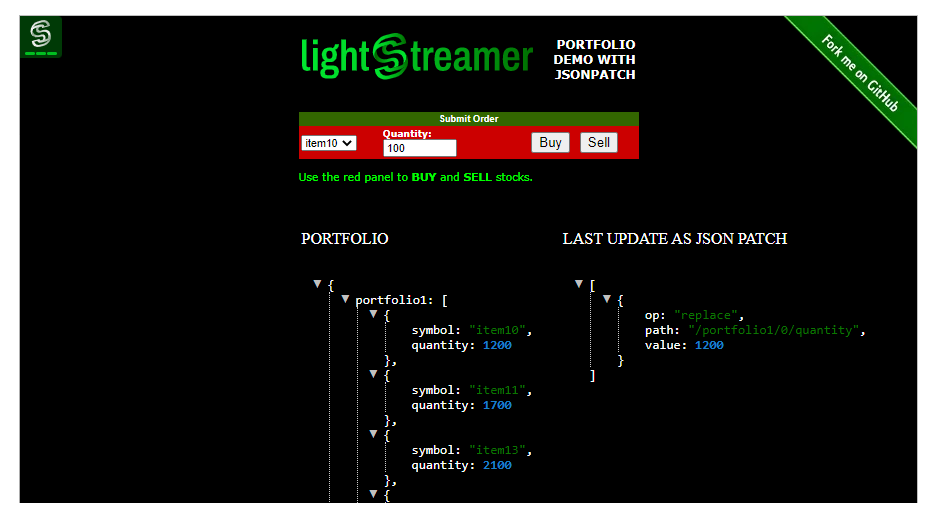 lightStreamer
PORTFOLIO
DEMO WITH
JSONPATCH
Fork me on GitHub
Submit Order
item10
Quantity:
100
Buy
Sell
Use the red panel to BUY and SELL stocks.
PORTFOLIO
{
portfolio1: [
{
symbol: "item10",
quantity: 1200
},
{
symbol: "item11",
quantity: 1700
},
{
symbol: "item13",
quantity: 2100
},
{
LAST UPDATE AS JSON PATCH
[
{
op: "replace",
path: "/portfolio1/0/quantity",
value: 1200
}
]